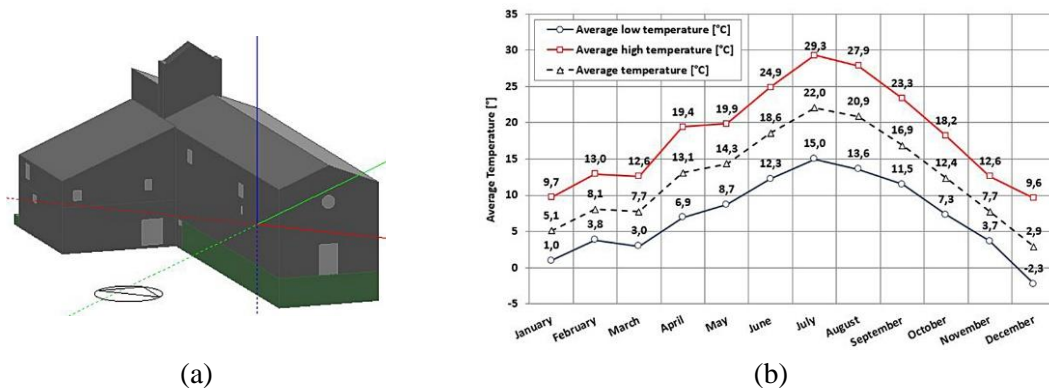 35
30
25
20
15
10
5
0
-5
Average Temperature [°]
Average low temperature [°C]
Average high temperature [°C]
Average temperature [°C]
9,7 13,0 12,6 19,4 19,9 24,9 29,3 27,9 23,3 18,2 12,6 9,6
5,1 8,1 7,7 13,1 14,3 18,6 22,0 20,9 16,9 12,4 7,7 2,9
1,0 3,8 3,0 6,9 8,7 12,3 15,0 13,6 11,5 7,3 3,7 -2,3
January February March April May June July August September October November December
(a) (b)